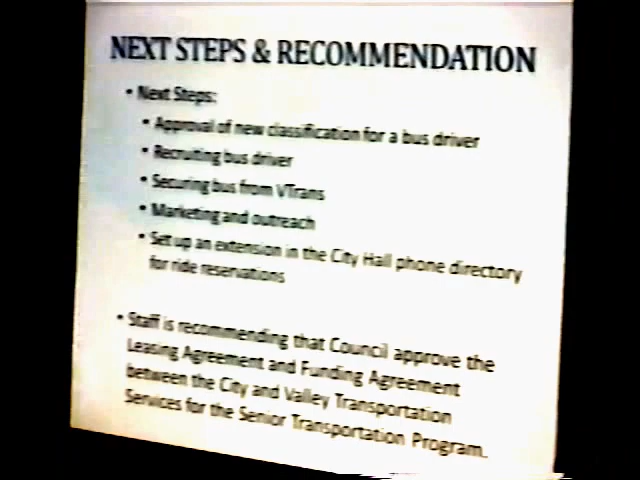 NEXT STEPS & RECOMMENDATION
• Next Steps:
• Approval of new classification for a bus driver
• Recruiting bus driver
• Securing bus from VTrans
• Marketing and outreach
• Set up an extension in the City Hall phone directory
for ride reservations
• Staff is recommending that Council approve the
Leasing Agreement and Funding Agreement
between the City and Valley Transportation
Services for the Senior Transportation Program.